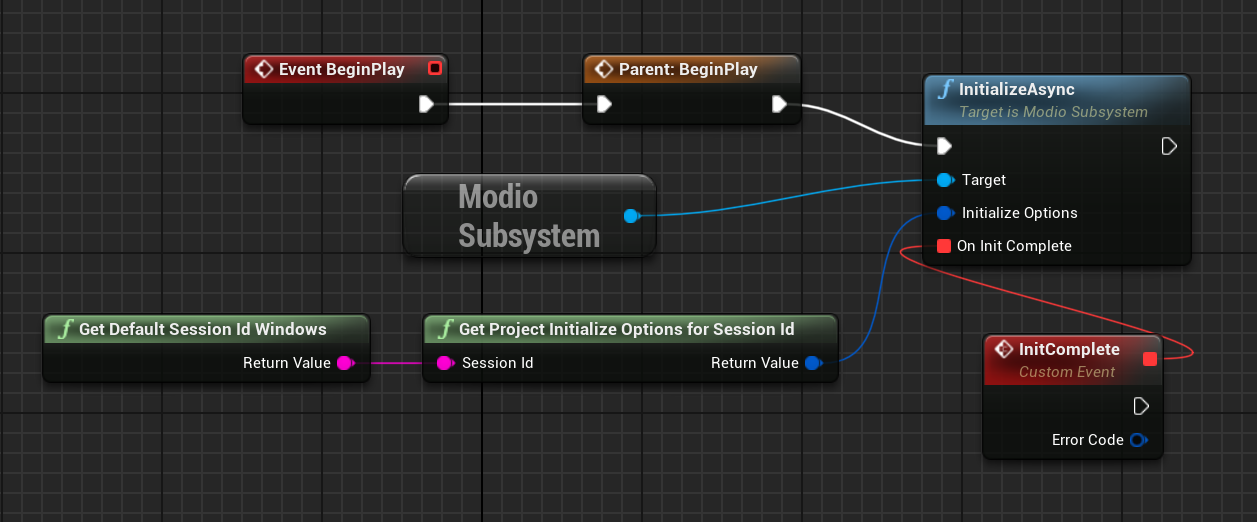 Event BeginPlay
Parent: BeginPlay
InitializeAsync
Target is Modio Subsystem
Target
Initialize Options
On Init Complete
Modio
Subsystem
Get Default Session Id Windows
Return Value
Get Project Initialize Options for Session Id
Session Id
Return Value
InitComplete
Custom Event
Error Code